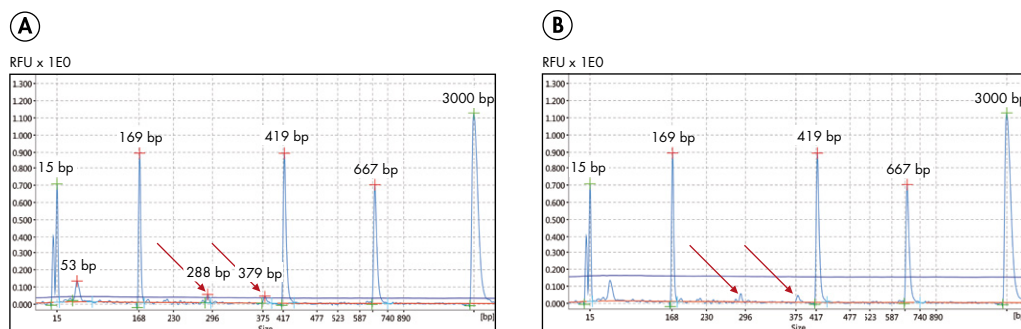 A
RFU x 1E0
1.300
1.200
1.100
1.000
0.900
0.800
0.700
0.600
0.500
0.400
0.300
0.200
0.100
0.000
15 bp
53 bp
169 bp
288 bp
379 bp
419 bp
667 bp
3000 bp
15 168 230 296 375 417 477 523 587 740 890 [bp]
Size
B
RFU x 1E0
1.300
1.200
1.100
1.000
0.900
0.800
0.700
0.600
0.500
0.400
0.300
0.200
0.100
0.000
15 bp
169 bp
419 bp
667 bp
3000 bp
15 168 230 296 375 417 477 523 587 740 890
Size